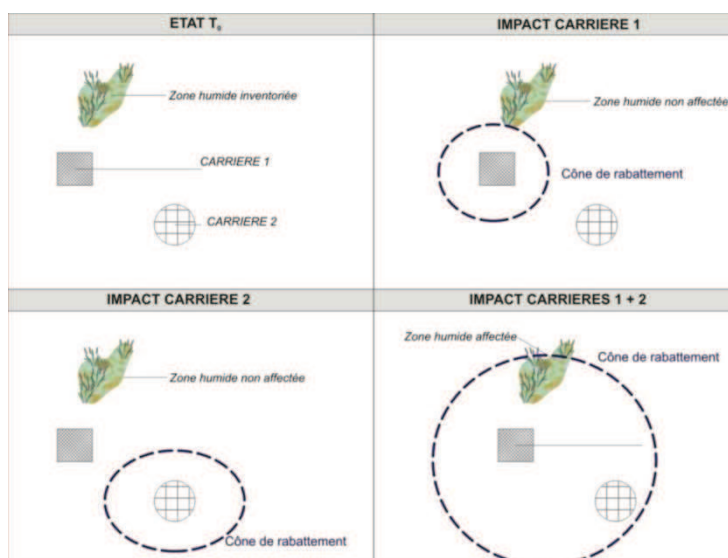 ETAT T₀
Zone humide inventoriée
CARRIERE 1
CARRIERE 2
IMPACT CARRIERE 1
Zone humide non affectée
Cône de rabattement
IMPACT CARRIERE 2
Zone humide non affectée
Cône de rabattement
IMPACT CARRIERES 1 + 2
Zone humide affectée
Cône de rabattement